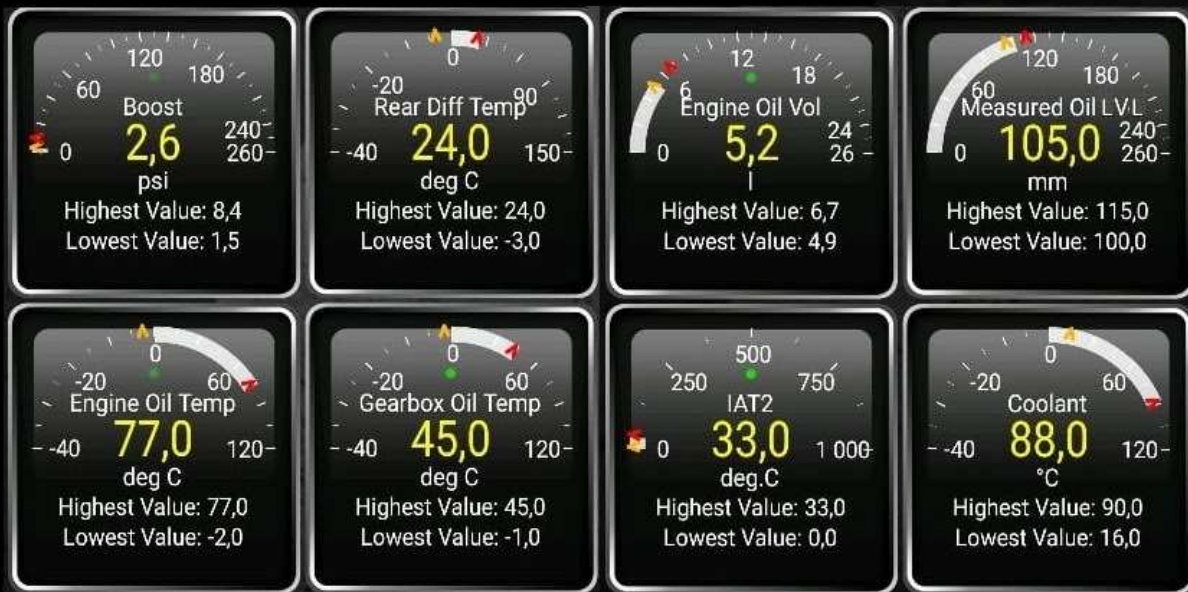 120
60
180
Boost
240
0
2,6
260
psi
Highest Value: 8,4
Lowest Value: 1,5
0
-20
90
Rear Diff Temp
-40
24,0
150
deg C
Highest Value: 24,0
Lowest Value: -3,0
12
6
18
Engine Oil Vol
24
0
5,2
26
l
Highest Value: 6,7
Lowest Value: 4,9
120
60
180
Measured Oil LVL
240
0
105,0
260
mm
Highest Value: 115,0
Lowest Value: 100,0
0
-20
60
Engine Oil Temp
-40
77,0
120
deg C
Highest Value: 77,0
Lowest Value: -2,0
0
-20
60
Gearbox Oil Temp
-40
45,0
120
deg C
Highest Value: 45,0
Lowest Value: -1,0
500
250
750
IAT2
0
33,0
1 000
deg.C
Highest Value: 33,0
Lowest Value: 0,0
0
-20
60
Coolant
-40
88,0
120
°C
Highest Value: 90,0
Lowest Value: 16,0